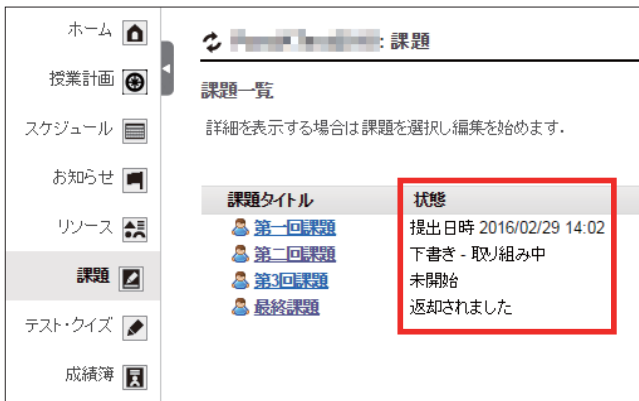 ホーム
授業計画
スケジュール
お知らせ
リソース
課題
テスト・クイズ
成績簿
: 課題
課題一覧
詳細を表示する場合は課題を選択し編集を始めます.
課題タイトル 状態
第一回課題 提出日時 2016/02/29 14:02
第二回課題 下書き - 取り組み中
第3回課題 未開始
最終課題 返却されました